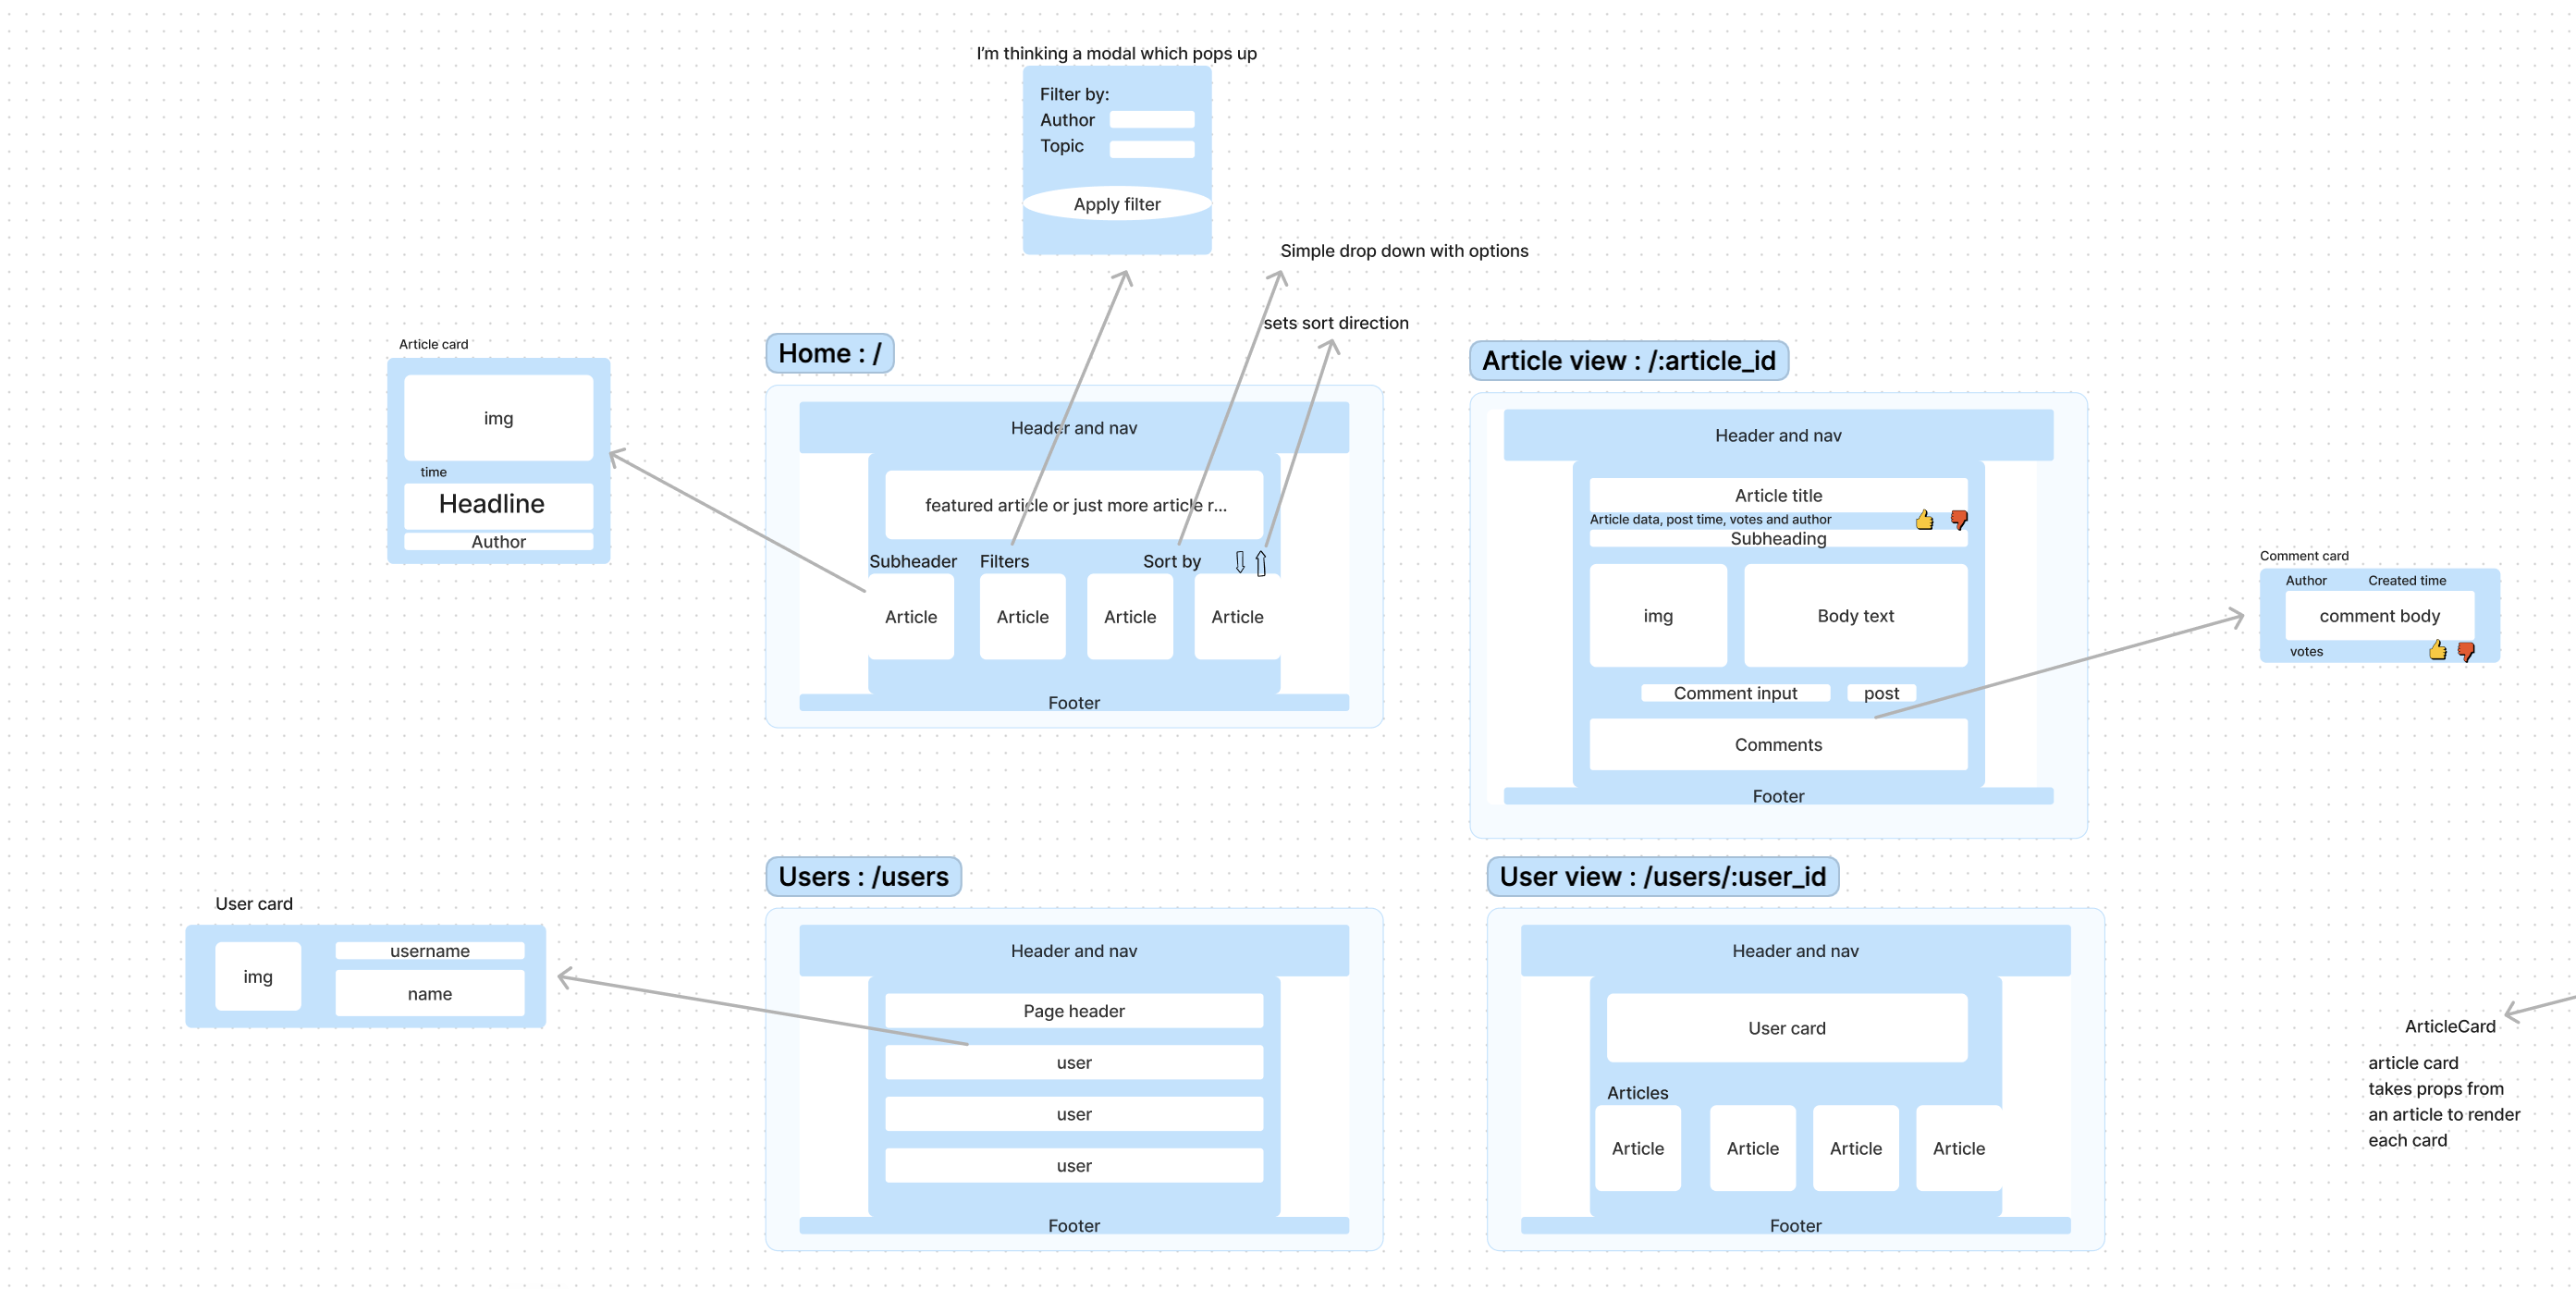 I'm thinking a modal which pops up
Filter by:
Author
Topic
Apply filter
Simple drop down with options
sets sort direction
Article card
img
time
Headline
Author
Home : /
Header and nav
featured article or just more article r...
Subheader
Filters
Sort by
Article
Article
Article
Article
Footer
Article view : /:article_id
Header and nav
Article title
Article data, post time, votes and author
Subheading
img
Body text
Comment input
post
Comments
Footer
Comment card
Author
Created time
comment body
votes
User card
img
username
name
Users : /users
Header and nav
Page header
user
user
user
Footer
User view : /users/:user_id
Header and nav
User card
Articles
Article
Article
Article
Article
Footer
ArticleCard
article card
takes props from
an article to render
each card